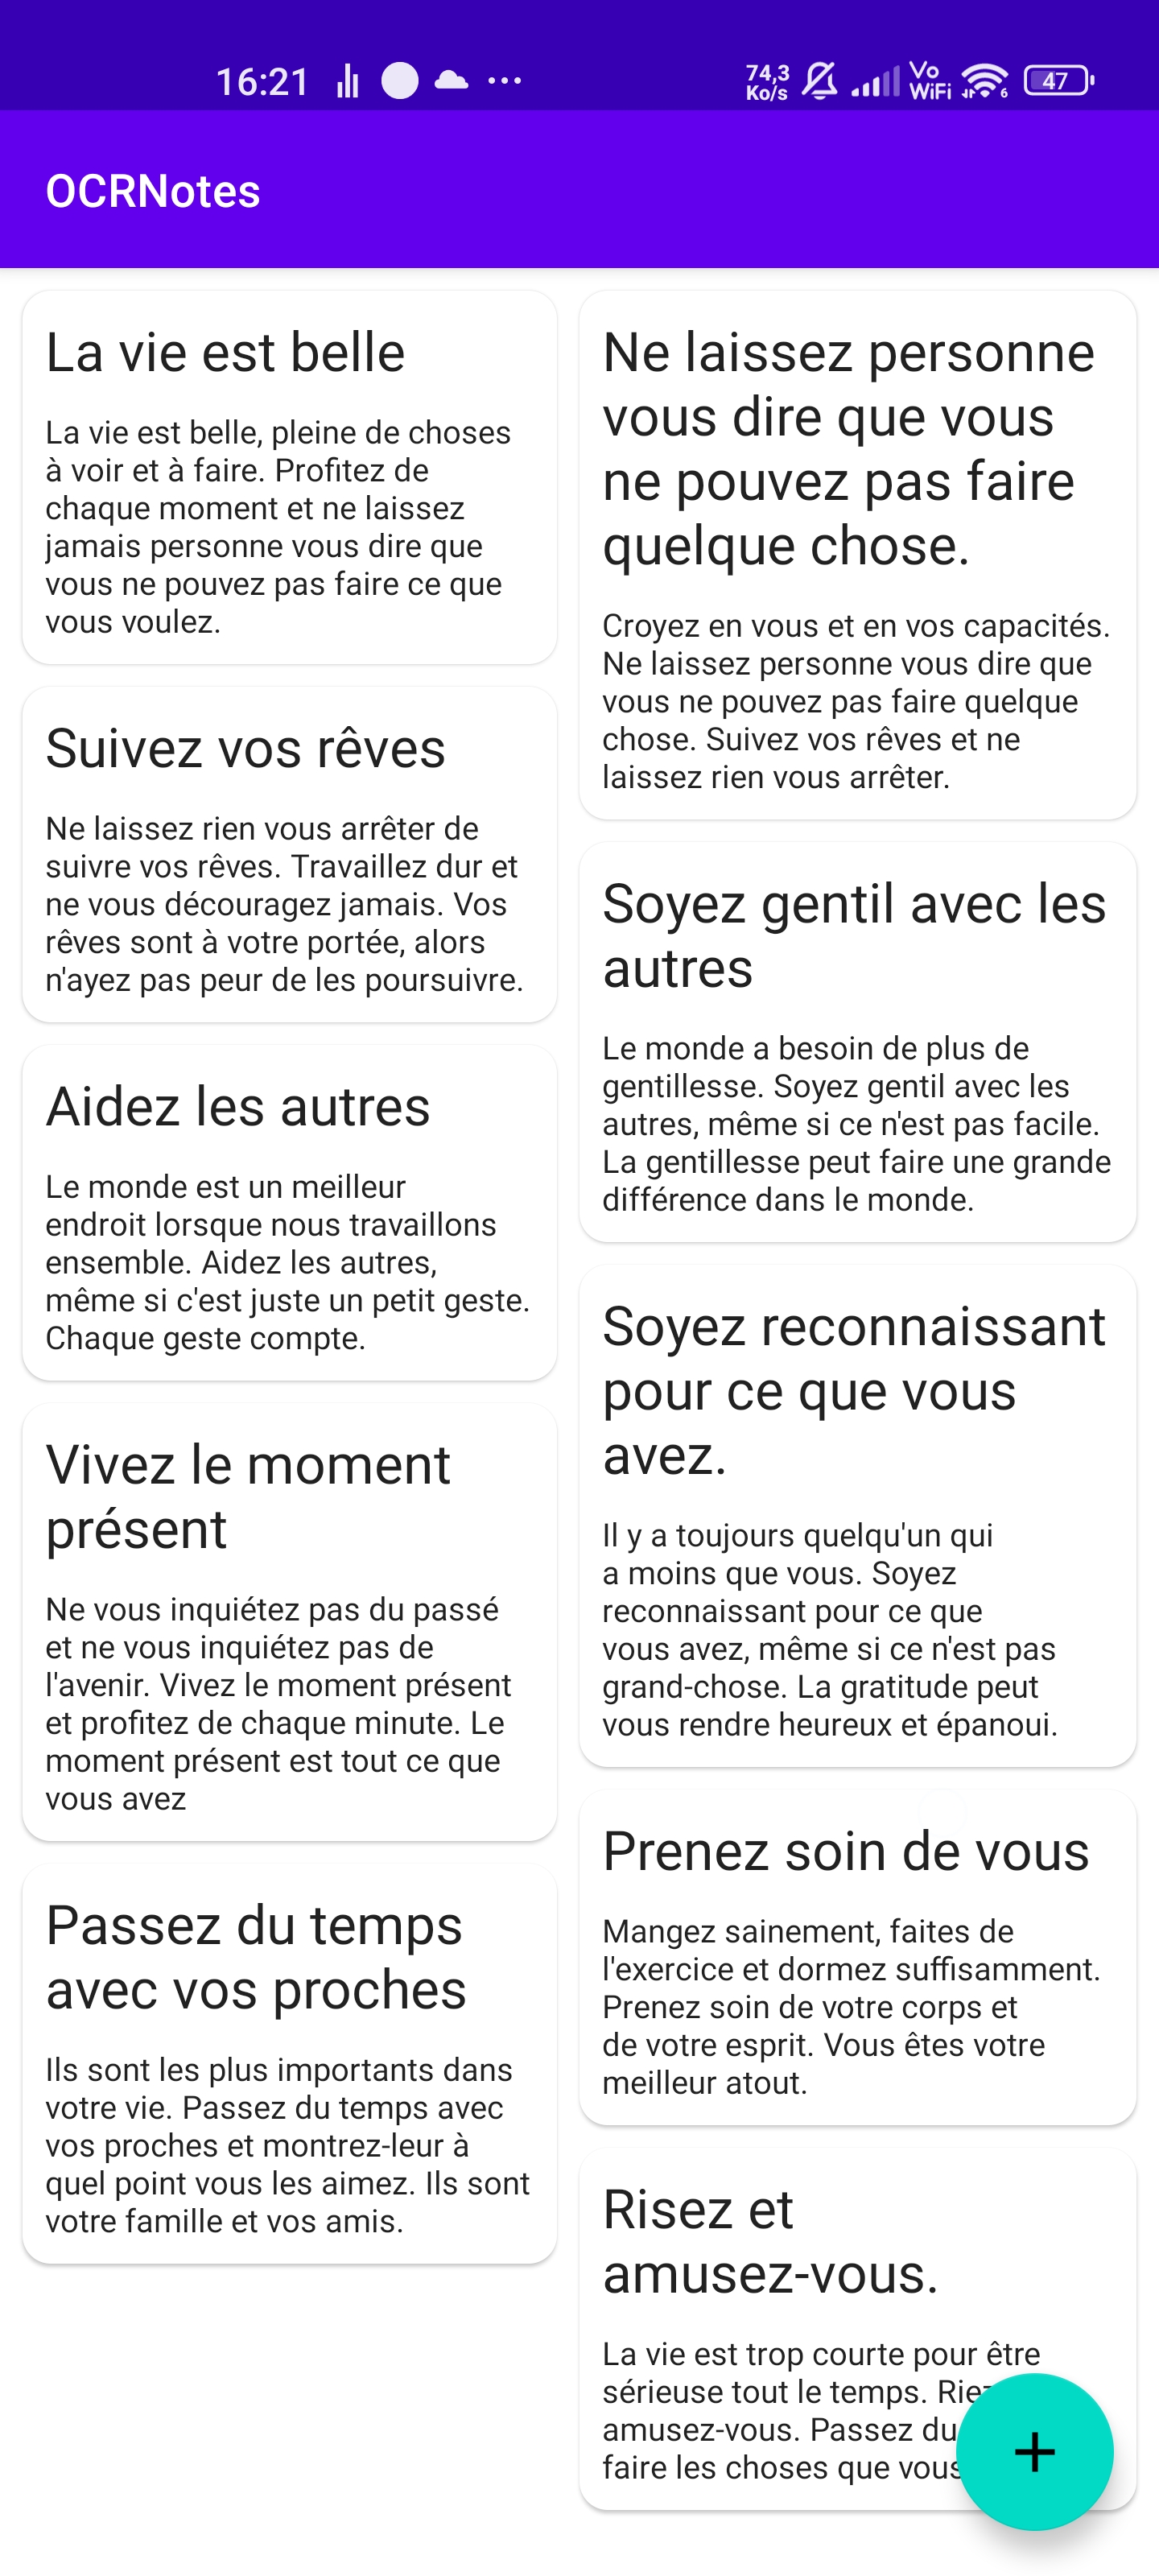 16:21
74,3
Ko/s
Vo
WiFi
6
47
OCRNotes
La vie est belle
La vie est belle, pleine de choses
à voir et à faire. Profitez de
chaque moment et ne laissez
jamais personne vous dire que
vous ne pouvez pas faire ce que
vous voulez.
Suivez vos rêves
Ne laissez rien vous arrêter de
suivre vos rêves. Travaillez dur et
ne vous découragez jamais. Vos
rêves sont à votre portée, alors
n'ayez pas peur de les poursuivre.
Aidez les autres
Le monde est un meilleur
endroit lorsque nous travaillons
ensemble. Aidez les autres,
même si c'est juste un petit geste.
Chaque geste compte.
Vivez le moment
présent
Ne vous inquiétez pas du passé
et ne vous inquiétez pas de
l'avenir. Vivez le moment présent
et profitez de chaque minute. Le
moment présent est tout ce que
vous avez
Passez du temps
avec vos proches
Ils sont les plus importants dans
votre vie. Passez du temps avec
vos proches et montrez-leur à
quel point vous les aimez. Ils sont
votre famille et vos amis.
Ne laissez personne
vous dire que vous
ne pouvez pas faire
quelque chose.
Croyez en vous et en vos capacités.
Ne laissez personne vous dire que
vous ne pouvez pas faire quelque
chose. Suivez vos rêves et ne
laissez rien vous arrêter.
Soyez gentil avec les
autres
Le monde a besoin de plus de
gentillesse. Soyez gentil avec les
autres, même si ce n'est pas facile.
La gentillesse peut faire une grande
différence dans le monde.
Soyez reconnaissant
pour ce que vous
avez.
Il y a toujours quelqu'un qui
a moins que vous. Soyez
reconnaissant pour ce que
vous avez, même si ce n'est pas
grand-chose. La gratitude peut
vous rendre heureux et épanoui.
Prenez soin de vous
Mangez sainement, faites de
l'exercice et dormez suffisamment.
Prenez soin de votre corps et
de votre esprit. Vous êtes votre
meilleur atout.
Risez et
amusez-vous.
La vie est trop courte pour être
sérieuse tout le temps. Riez
amusez-vous. Passez du
faire les choses que vous